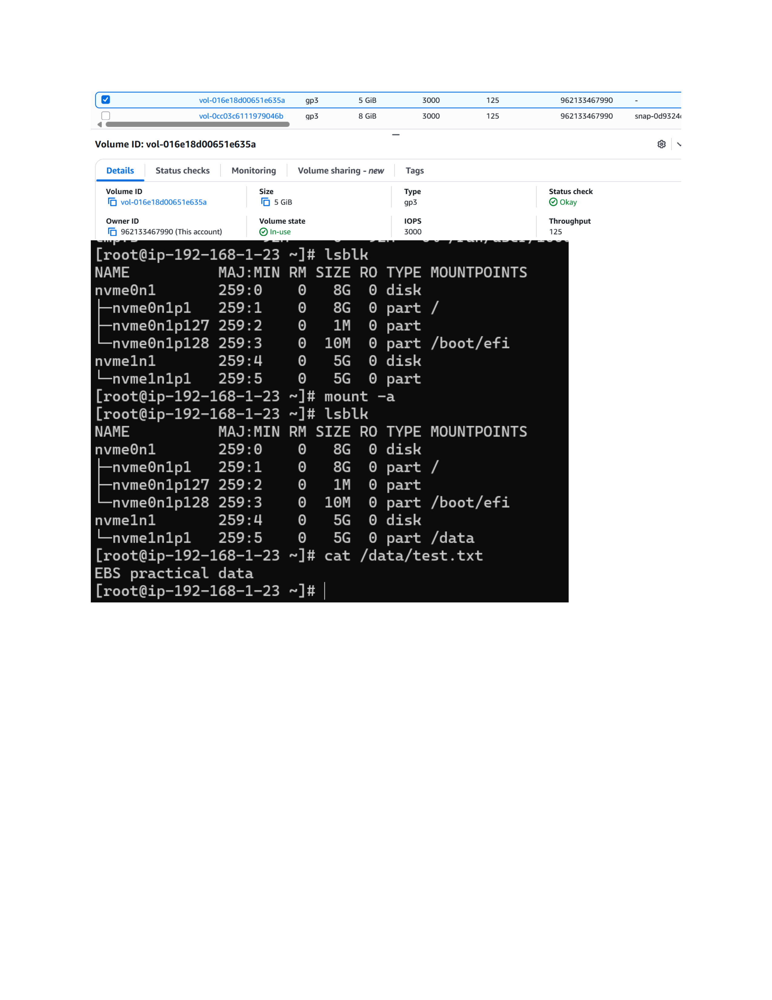 vol-016e18d00651e635a gp3 5 GiB 3000 125 962133467990 -
vol-0cc03c6111979046b gp3 8 GiB 3000 125 962133467990
Volume ID: vol-016e18d00651e635a
Details Status checks Monitoring Volume sharing - new Tags
Volume ID Size Type Status check
vol-016e18d00651e635a 5 GiB gp3 Okay
Owner ID Volume state IOPS Throughput
962133467990 (This account) In-use 3000 125
[root@ip-192-168-1-23 ~]# lsblk
NAME MAJ:MIN RM SIZE RO TYPE MOUNTPOINTS
nvme0n1 259:0 0 8G 0 disk
├─nvme0n1p1 259:1 0 8G 0 part /
├─nvme0n1p127 259:2 0 1M 0 part
└─nvme0n1p128 259:3 0 10M 0 part /boot/efi
nvme1n1 259:4 0 5G 0 disk
└─nvme1n1p1 259:5 0 5G 0 part
[root@ip-192-168-1-23 ~]# mount -a
[root@ip-192-168-1-23 ~]# lsblk
NAME MAJ:MIN RM SIZE RO TYPE MOUNTPOINTS
nvme0n1 259:0 0 8G 0 disk
├─nvme0n1p1 259:1 0 8G 0 part /
├─nvme0n1p127 259:2 0 1M 0 part
└─nvme0n1p128 259:3 0 10M 0 part /boot/efi
nvme1n1 259:4 0 5G 0 disk
└─nvme1n1p1 259:5 0 5G 0 part /data
[root@ip-192-168-1-23 ~]# cat /data/test.txt
EBS practical data
[root@ip-192-168-1-23 ~]#